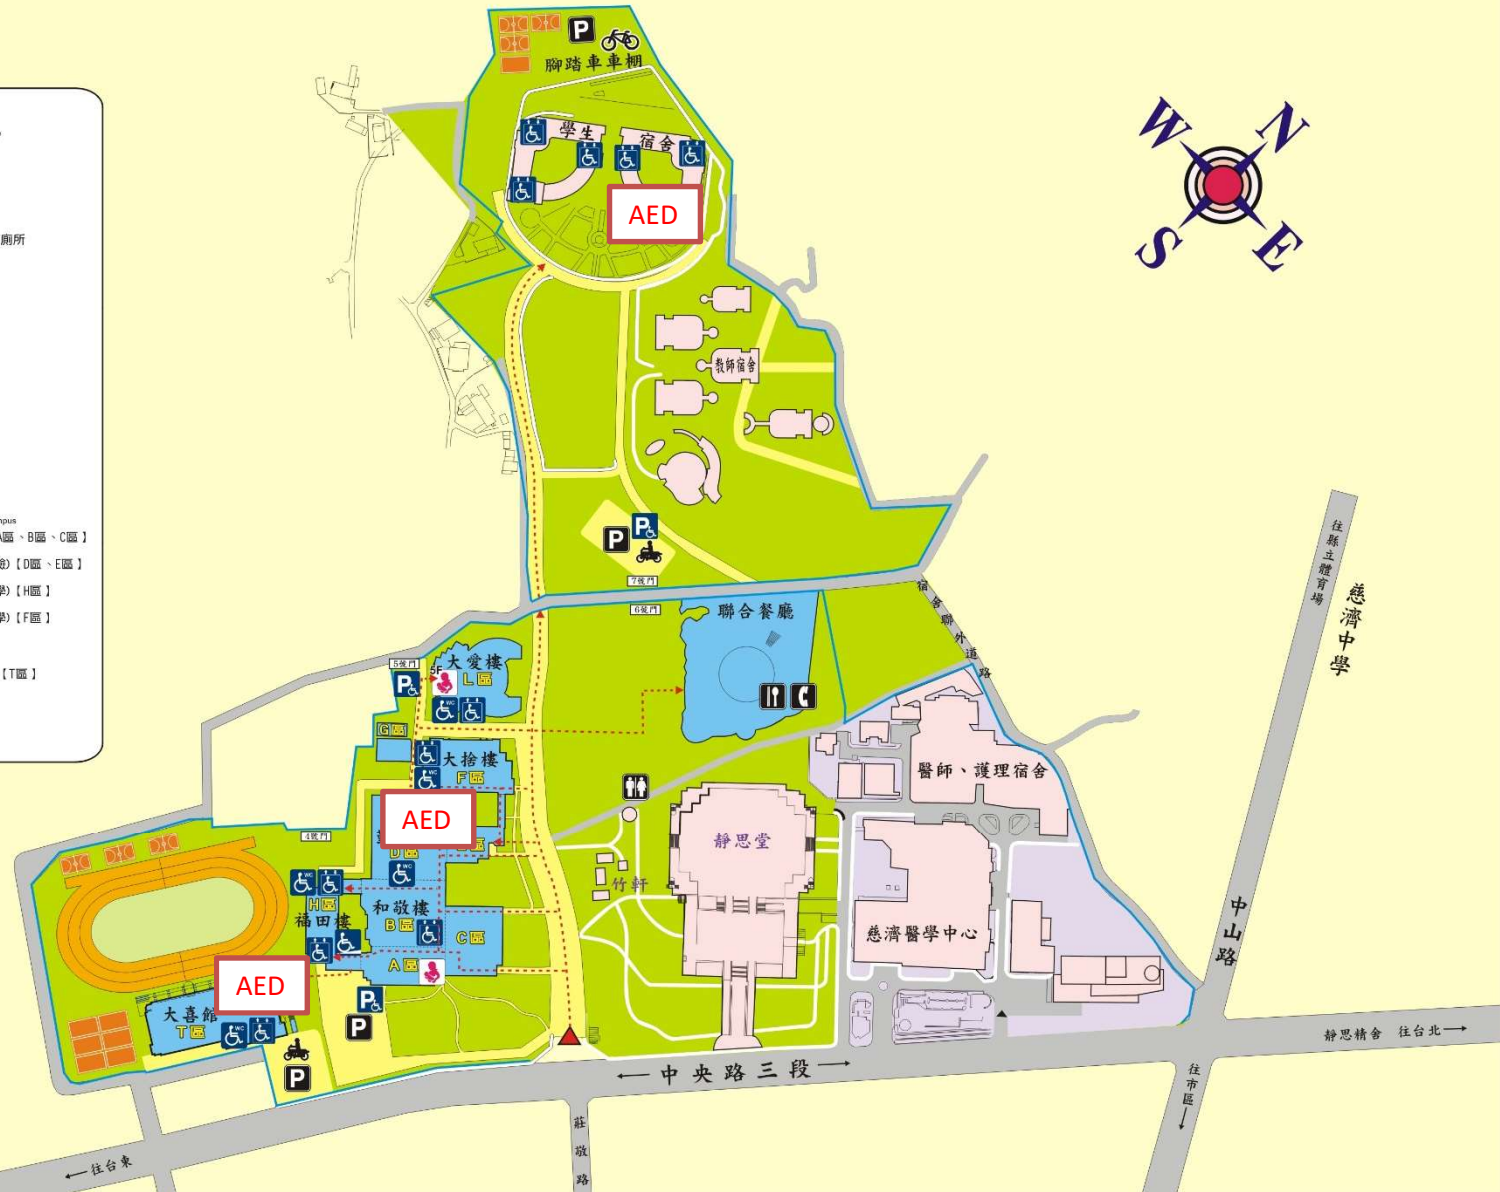 腳踏車車棚
P
學生
宿舍
AED
W
N
S
E
廁所
教師宿舍
mpus
A區、B區、C區】
【D區、E區】
【H區】
【F區】
【T區】
P
P
7號門
6號門
聯合餐廳
宿舍聯外道路
往縣立體育場
慈濟中學
5號門
5F
大愛樓
L區
P
WC
G區
大捨樓
F區
WC
AED
D區
WC
4號門
WC
H區
福田樓
和敬樓
B區
C區
A區
AED
大喜館
T區
WC
P
P
P
靜思堂
竹軒
醫師、護理宿舍
慈濟醫學中心
中山路
靜思精舍 往台北
中央路三段
往市區
莊敬路
往台東